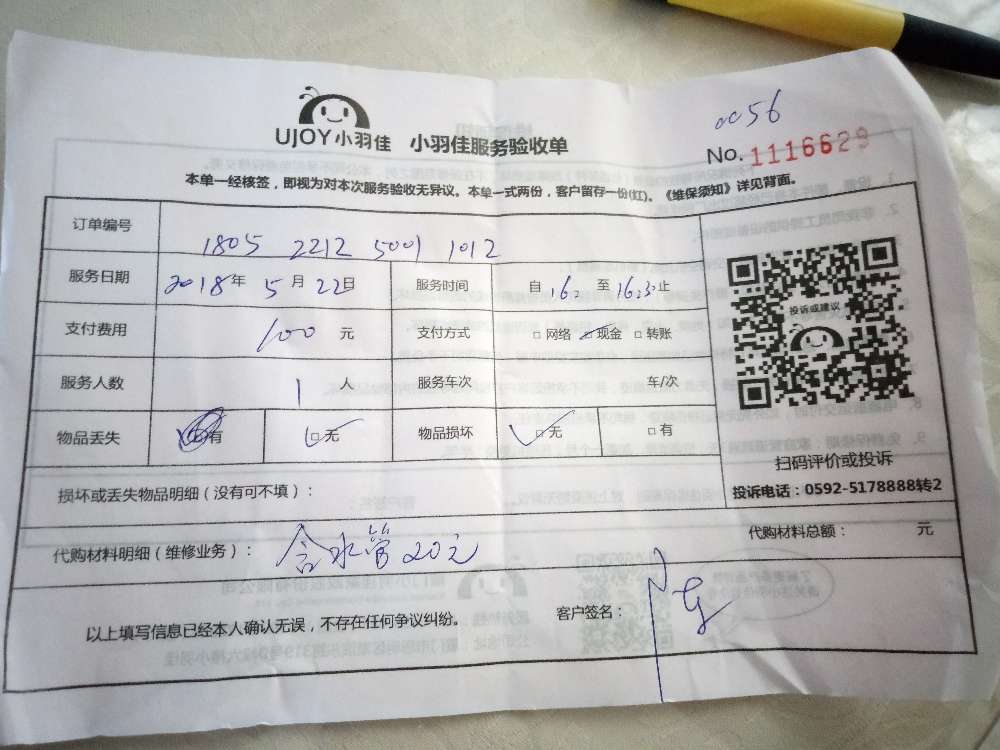 0056
UJOY小羽佳 小羽佳服务验收单
No. 1116629
本单一经核签，即视为对本次服务验收无异议。本单一式两份，客户留存一份(红)。《维保须知》详见背面。
订单编号 1805 2212 5001 1012
服务日期 2018年 5月 22日 服务时间 自 16. 至 16.3 止
支付费用 100 元 支付方式 □网络 □现金 □转账
服务人数 1 人 服务车次 车/次
物品丢失 □有 □无 物品损坏 □无 □有
投诉或建议
扫码评价或投诉
投诉电话：0592-5178888转2
损坏或丢失物品明细（没有可不填）：
代购材料明细（维修业务）： 含水管20元 代购材料总额： 元
以上填写信息已经本人确认无误，不存在任何争议纠纷。 客户签名：